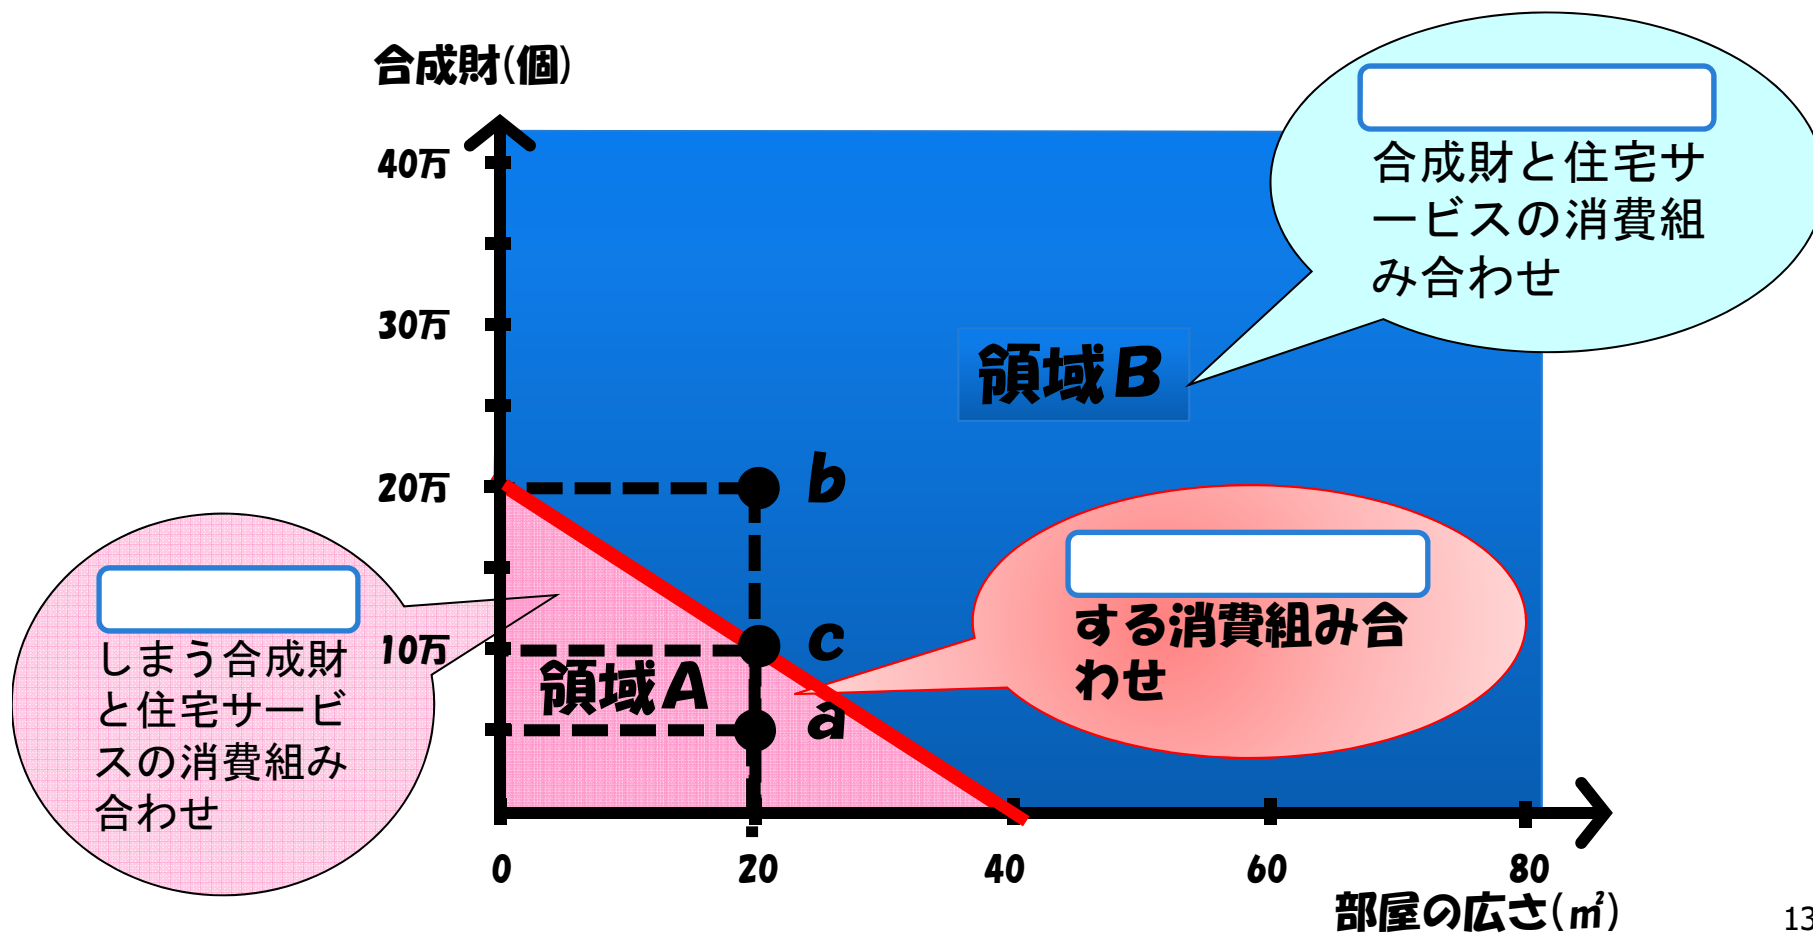 合成財(個)
40万
30万
20万
10万
合成財と住宅サ
ービスの消費組
み合わせ
領域B
b
c
a
する消費組み合
わせ
しまう合成財
と住宅サービ
スの消費組み
合わせ
領域A
0
20
40
60
80
部屋の広さ(㎡)
13